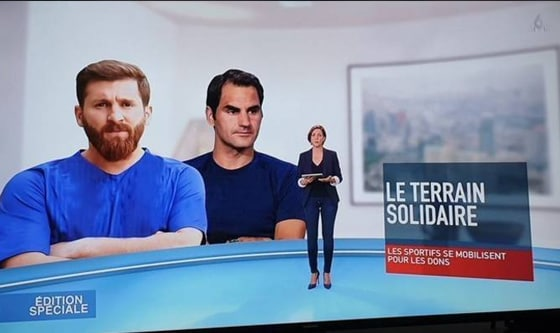 LE TERRAIN
SOLIDAIRE
LES SPORTIFS SE MOBILISENT
POUR LES DONS
ÉDITION
SPÉCIALE